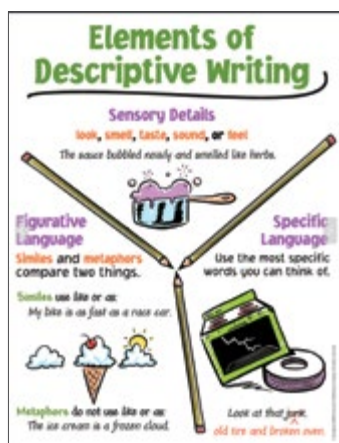 Elements of
Descriptive Writing
Sensory Details
look, smell, taste, sound, or feel
The sauce bubbled noisily and smelled like herbs.
Figurative
Language
Similes and metaphors
compare two things.
Similes use like or as:
My bike is as fast as a race car.
Metaphors do not use like or as:
The ice cream is a frozen cloud.
Specific
Language
Use the most specific
words you can think of.
Look at that junk.
old tire and broken oven.